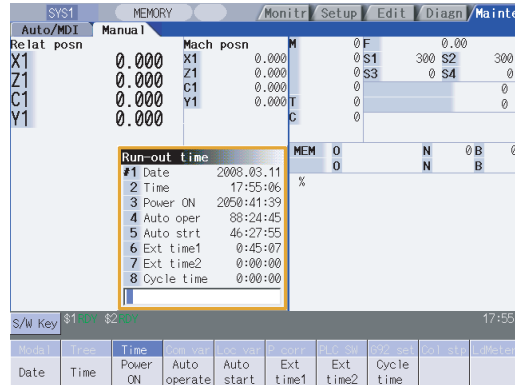 SYS1 MEMORY Monitr Setup Edit Diagn Mainte
Auto/MDI Manual
Relat posn Mach posn M 0 F 0.00
X1 0.000 X1 0.000 0 S1 300 S2 300
Z1 0.000 Z1 0.000 0 S3 0 S4 0
C1 0.000 C1 0.000 0 0
Y1 0.000 Y1 0.000 T 0 0
C 0
MEM O N 0 B 0
O N B
%
Run-out time
#1 Date 2008.03.11
2 Time 17:55:06
3 Power ON 2050:41:39
4 Auto oper 88:24:45
5 Auto strt 46:27:55
6 Ext time1 0:45:07
7 Ext time2 0:00:00
8 Cycle time 0:00:00
S/W Key $1RDY $2RDY 17:55
Modal Tree Time Com var Loc var P corr PLC SW G92 set Col stp LdMeter
Date Time Power ON Auto operate Auto start Ext time1 Ext time2 Cycle time